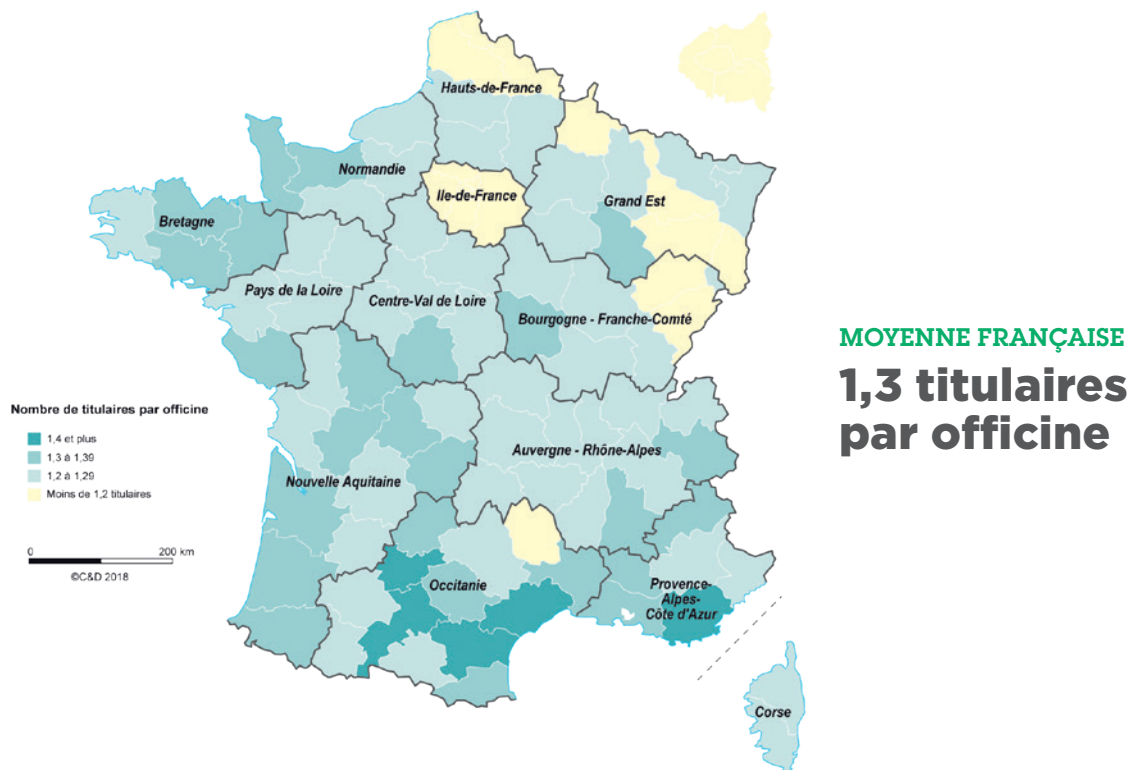 Hauts-de-France
Normandie
Ile-de-France
Grand Est
Bretagne
Pays de la Loire
Centre-Val de Loire
Bourgogne - Franche-Comté
MOYENNE FRANÇAISE
1,3 titulaires
par officine
Nombre de titulaires par officine
1,4 et plus
1,3 à 1,39
1,2 à 1,29
Moins de 1,2 titulaires
Auvergne - Rhône-Alpes
Nouvelle Aquitaine
0 200 km
©C&D 2018
Occitanie
Provence-
Alpes-
Côte d'Azur
Corse